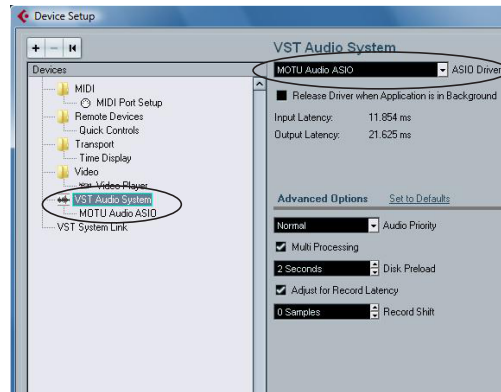 Device Setup
+ - 
Devices
MIDI
MIDI Port Setup
Remote Devices
Quick Controls
Transport
Time Display
Video
Video Player
VST Audio System
MOTU Audio ASIO
VST System Link
VST Audio System
MOTU Audio ASIO
ASIO Driver
Release Driver when Application is in Background
Input Latency: 11.854 ms
Output Latency: 21.625 ms
Advanced Options Set to Defaults
Normal Audio Priority
Multi Processing
2 Seconds Disk Preload
Adjust for Record Latency
0 Samples Record Shift